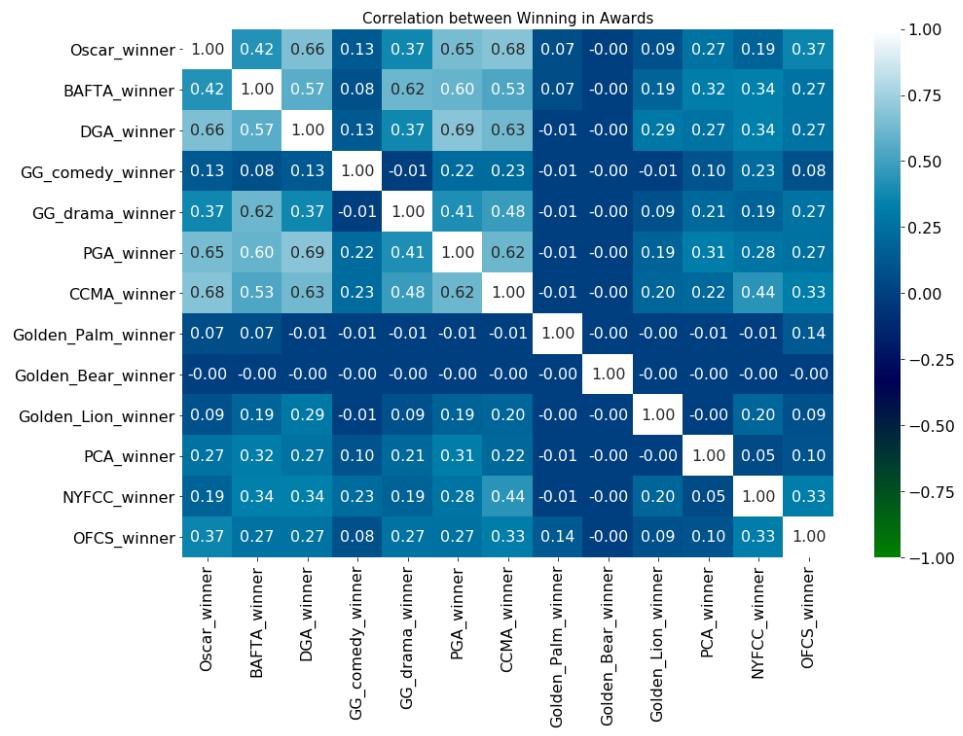 Correlation between Winning in Awards
Oscar_winner 1.00 0.42 0.66 0.13 0.37 0.65 0.68 0.07 -0.00 0.09 0.27 0.19 0.37
BAFTA_winner 0.42 1.00 0.57 0.08 0.62 0.60 0.53 0.07 -0.00 0.19 0.32 0.34 0.27
DGA_winner 0.66 0.57 1.00 0.13 0.37 0.69 0.63 -0.01 -0.00 0.29 0.27 0.34 0.27
GG_comedy_winner 0.13 0.08 0.13 1.00 -0.01 0.22 0.23 -0.01 -0.00 -0.01 0.10 0.23 0.08
GG_drama_winner 0.37 0.62 0.37 -0.01 1.00 0.41 0.48 -0.01 -0.00 0.09 0.21 0.19 0.27
PGA_winner 0.65 0.60 0.69 0.22 0.41 1.00 0.62 -0.01 -0.00 0.19 0.31 0.28 0.27
CCMA_winner 0.68 0.53 0.63 0.23 0.48 0.62 1.00 -0.01 -0.00 0.20 0.22 0.44 0.33
Golden_Palm_winner 0.07 0.07 -0.01 -0.01 -0.01 -0.01 -0.01 1.00 -0.00 -0.00 -0.01 -0.01 0.14
Golden_Bear_winner -0.00 -0.00 -0.00 -0.00 -0.00 -0.00 -0.00 -0.00 1.00 -0.00 -0.00 -0.00 -0.00
Golden_Lion_winner 0.09 0.19 0.29 -0.01 0.09 0.19 0.20 -0.00 -0.00 1.00 -0.00 0.20 0.09
PCA_winner 0.27 0.32 0.27 0.10 0.21 0.31 0.22 -0.01 -0.00 -0.00 1.00 0.05 0.10
NYFCC_winner 0.19 0.34 0.34 0.23 0.19 0.28 0.44 -0.01 -0.00 0.20 0.05 1.00 0.33
OFCS_winner 0.37 0.27 0.27 0.08 0.27 0.27 0.33 0.14 -0.00 0.09 0.10 0.33 1.00
Oscar_winner
BAFTA_winner
DGA_winner
GG_comedy_winner
GG_drama_winner
PGA_winner
CCMA_winner
Golden_Palm_winner
Golden_Bear_winner
Golden_Lion_winner
PCA_winner
NYFCC_winner
OFCS_winner
1.00
0.75
0.50
0.25
0.00
−0.25
−0.50
−0.75
−1.00